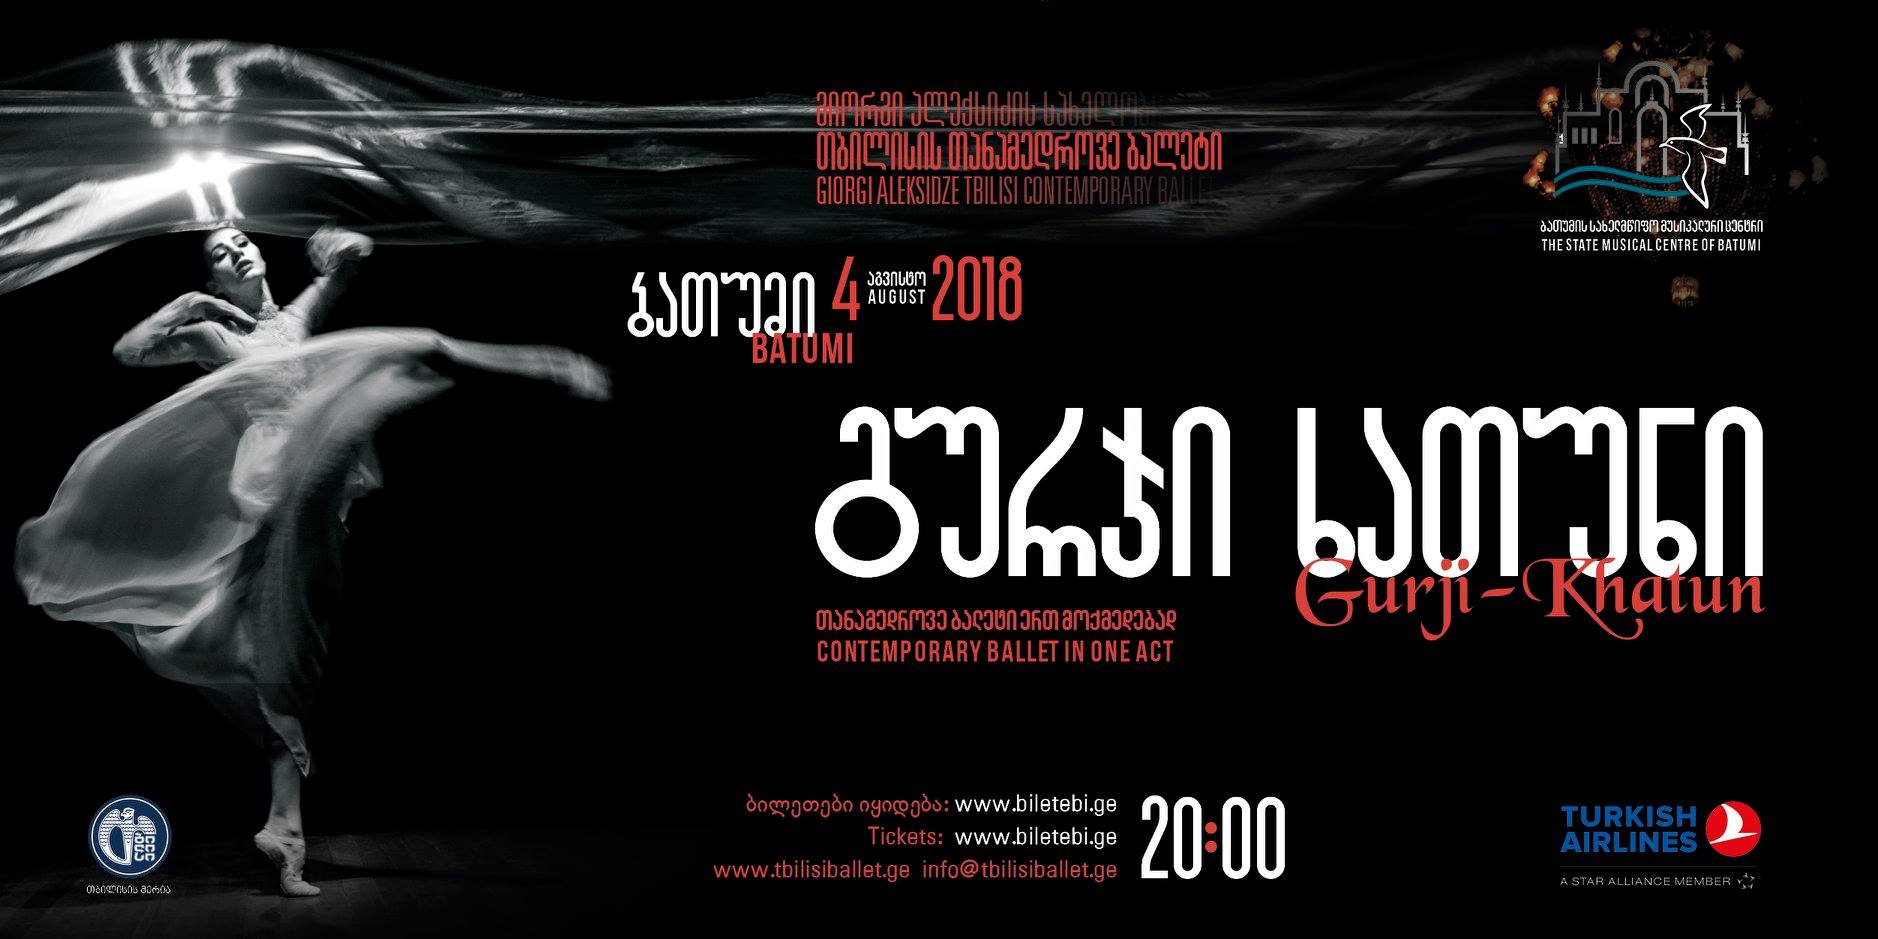 გიორგი ალექსიძის სახელობის
თბილისის თანამედროვე ბალეტი
GIORGI ALEKSIDZE TBILISI CONTEMPORARY BALLET
ბათუმის სახელმწიფო მუსიკალური ცენტრი
THE STATE MUSICAL CENTRE OF BATUMI
ბათუმი 4 აგვისტო AUGUST 2018
BATUMI
გურჯი ხათუნი
Gurji-Khatun
თანამედროვე ბალეტი ერთ მოქმედებად
CONTEMPORARY BALLET IN ONE ACT
ბილეთები იყიდება: www.biletebi.ge
Tickets: www.biletebi.ge
www.tbilisiballet.ge info@tbilisiballet.ge
20:00
თბილისის მერია
TURKISH
AIRLINES
A STAR ALLIANCE MEMBER